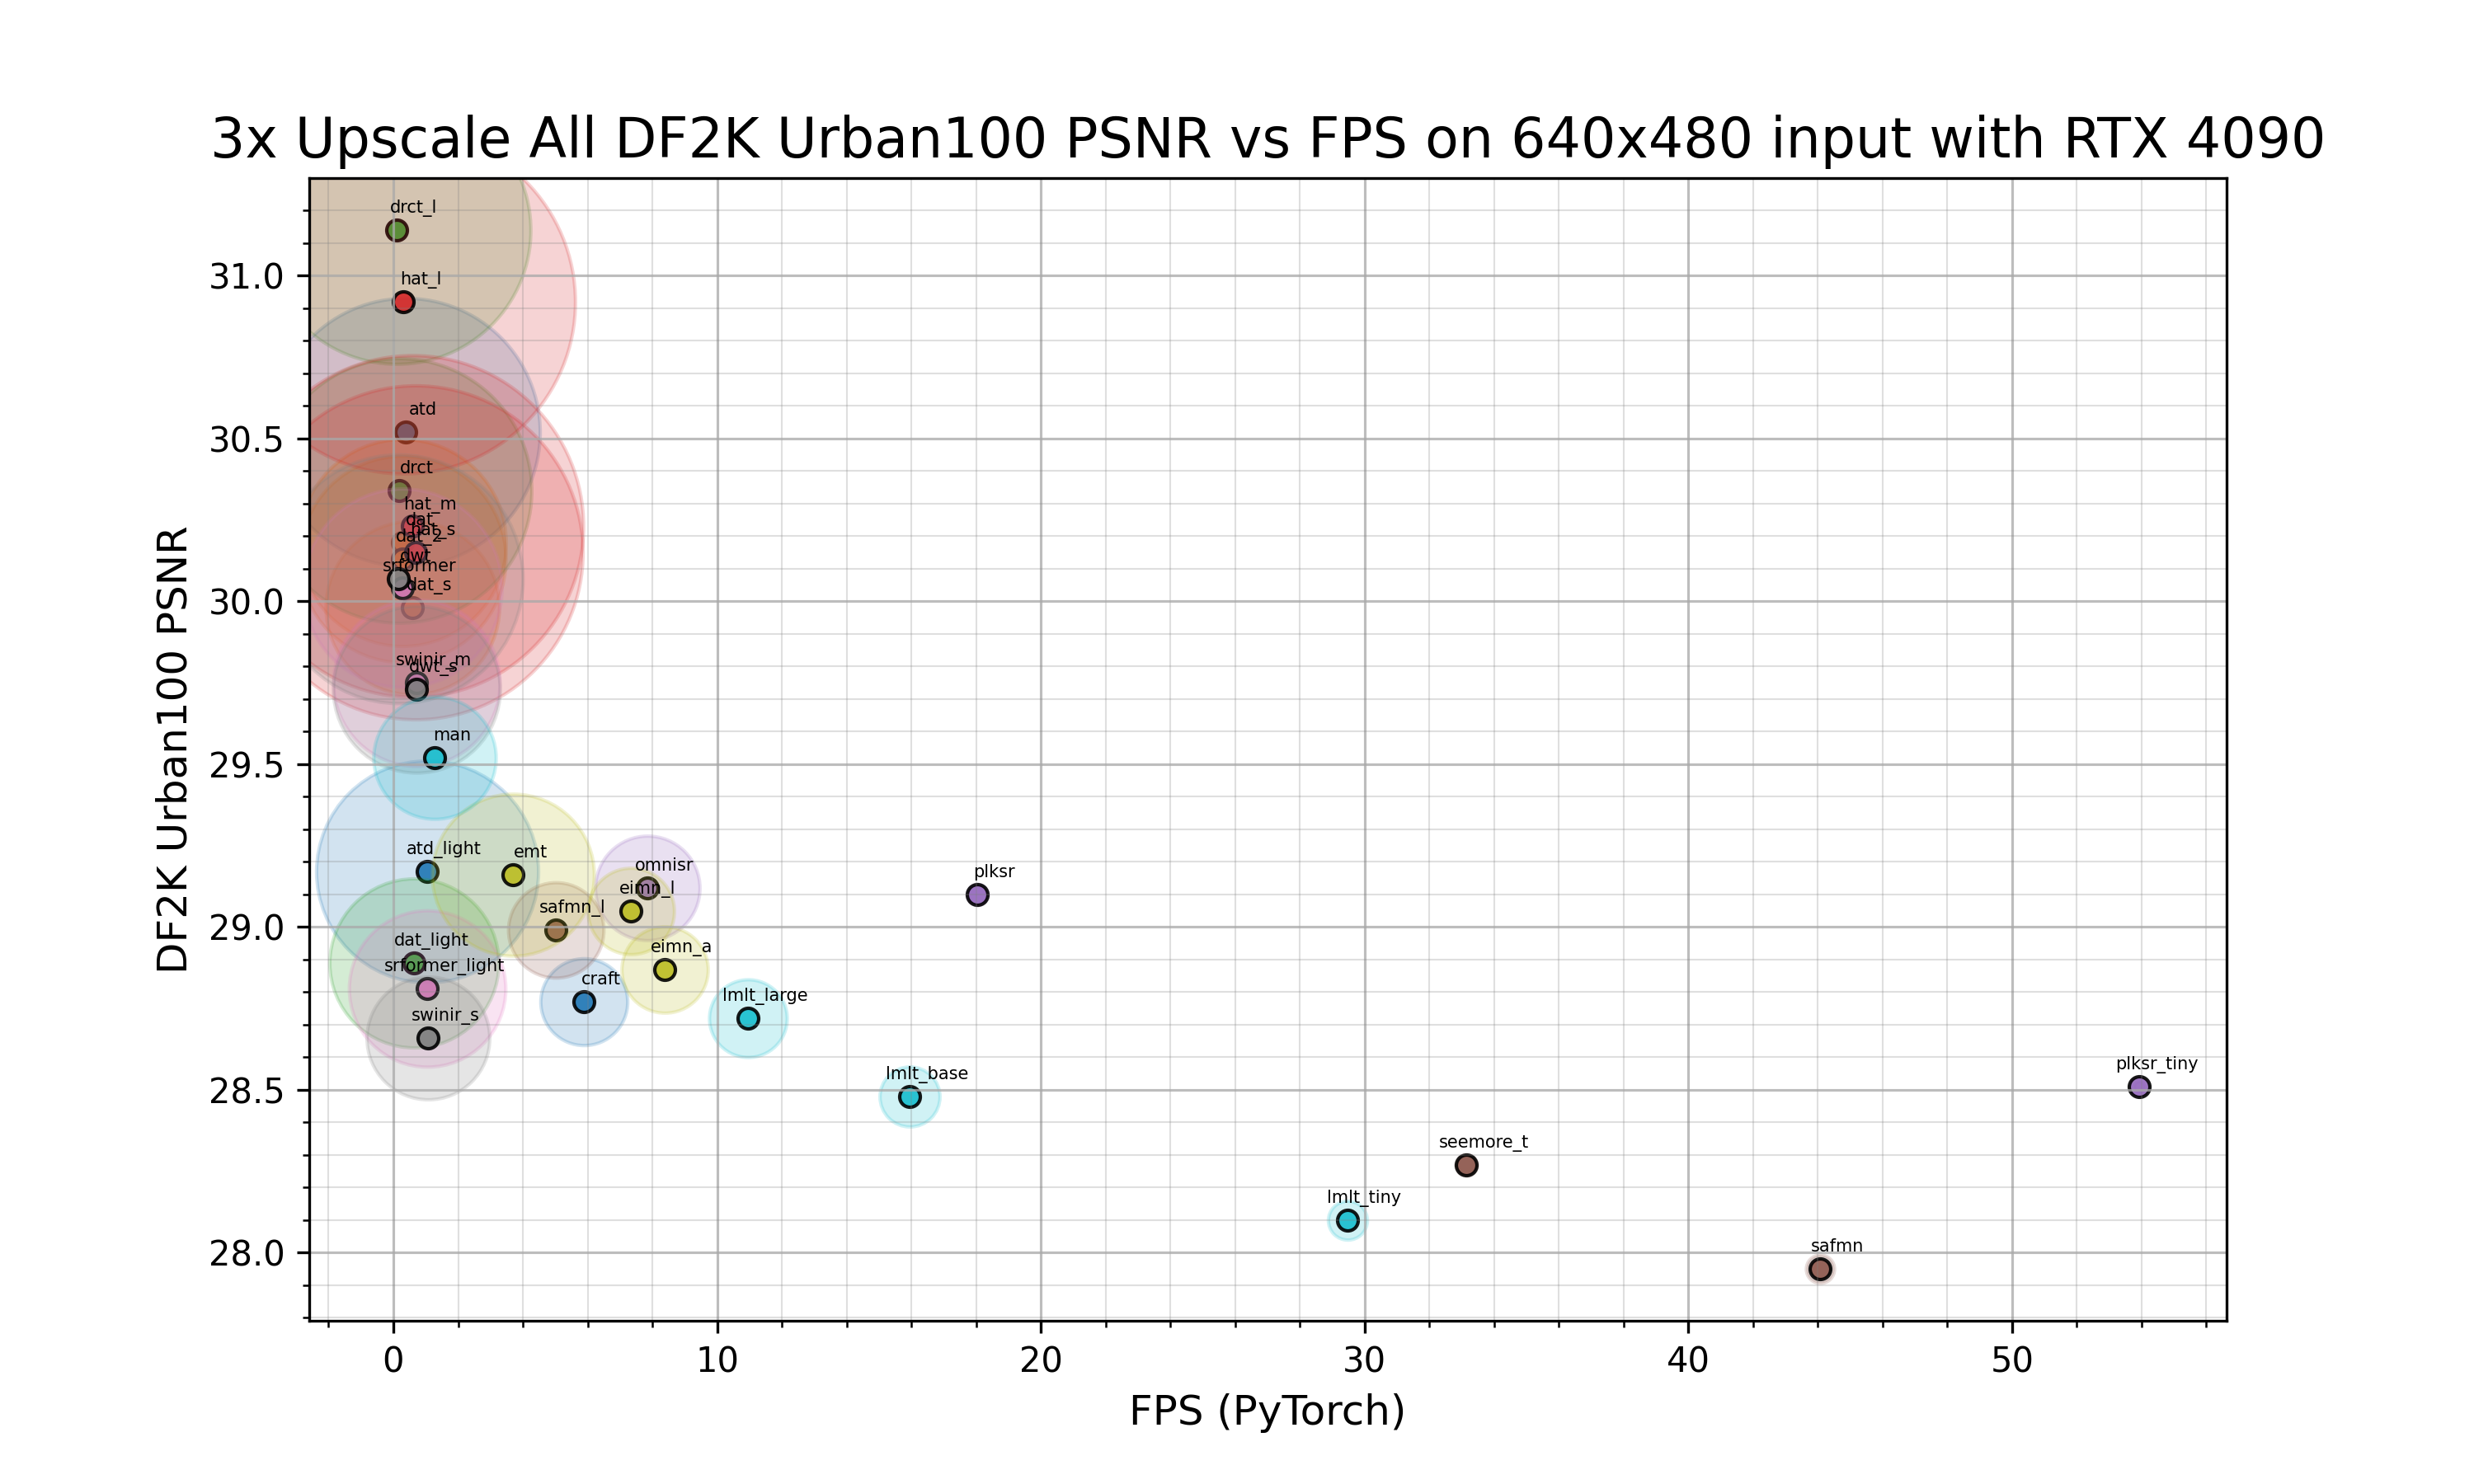 3x Upscale All DF2K Urban100 PSNR vs FPS on 640x480 input with RTX 4090
DF2K Urban100 PSNR
31.0
30.5
30.0
29.5
29.0
28.5
28.0
drct_l
hat_l
atd
drct
hat_m
dat
hat_s
dat_2
dwt
srformer
dat_s
swinir_m
dwt_s
man
atd_light
emt
omnisr
plksr
eimn_l
safmn_l
dat_light
eimn_a
srformer_light
craft
lmlt_large
swinir_s
lmlt_base
plksr_tiny
seemore_t
lmlt_tiny
safmn
0 10 20 30 40 50
FPS (PyTorch)